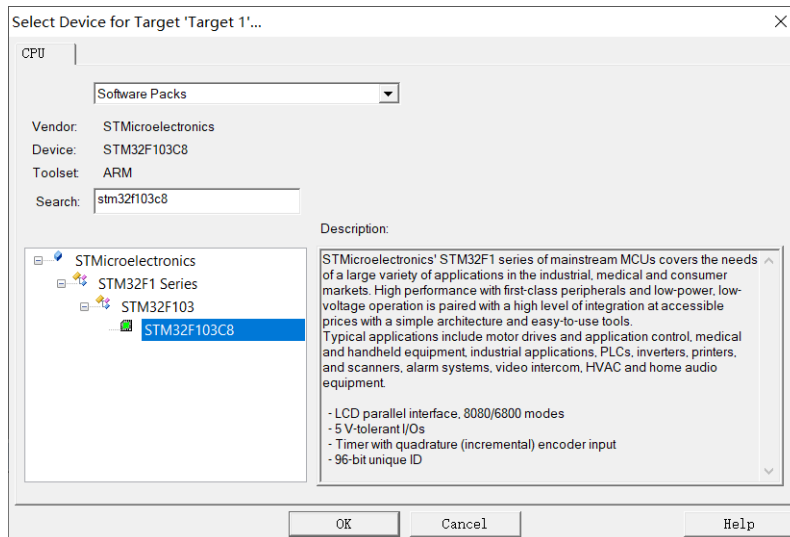 Select Device for Target 'Target 1'...
CPU
Software Packs
Vendor: STMicroelectronics
Device: STM32F103C8
Toolset: ARM
Search: stm32f103c8
Description:
STMicroelectronics
STM32F1 Series
STM32F103
STM32F103C8
STMicroelectronics' STM32F1 series of mainstream MCUs covers the needs
of a large variety of applications in the industrial, medical and consumer
markets. High performance with first-class peripherals and low-power, low-
voltage operation is paired with a high level of integration at accessible
prices with a simple architecture and easy-to-use tools.
Typical applications include motor drives and application control, medical
and handheld equipment, industrial applications, PLCs, inverters, printers,
and scanners, alarm systems, video intercom, HVAC and home audio
equipment.
- LCD parallel interface, 8080/6800 modes
- 5 V-tolerant I/Os
- Timer with quadrature (incremental) encoder input
- 96-bit unique ID
OK
Cancel
Help